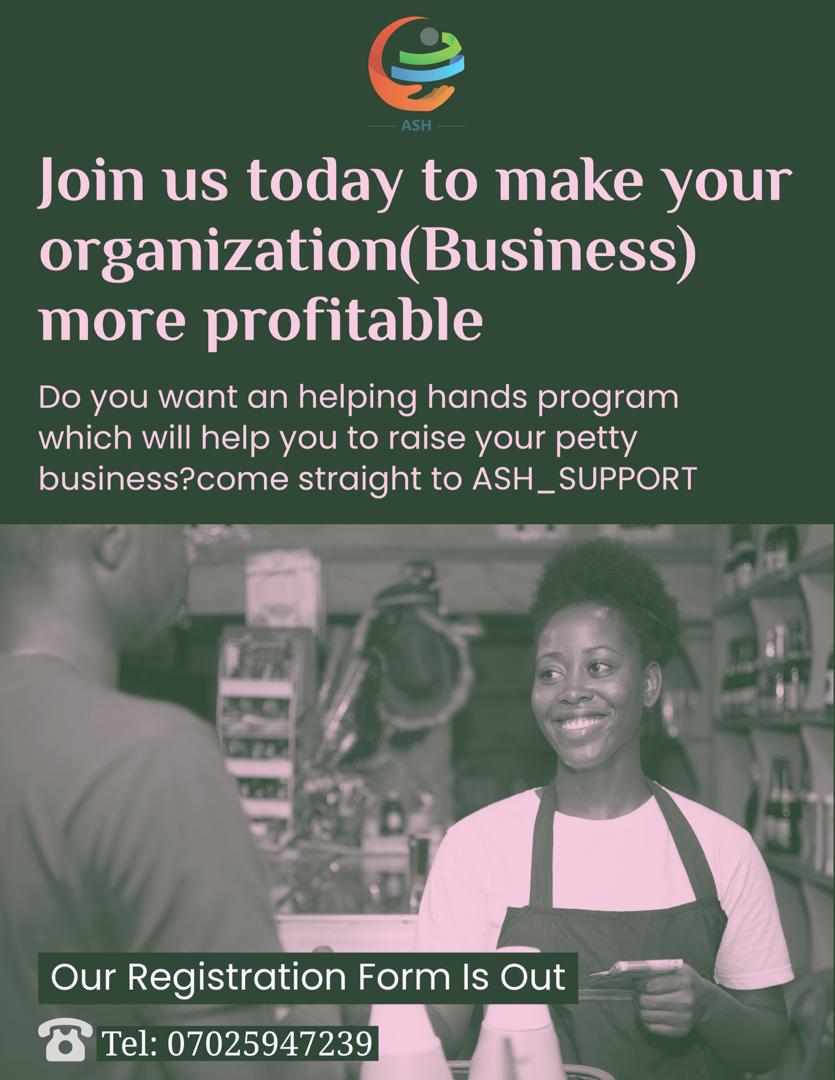 ASH
Join us today to make your
organization(Business)
more profitable
Do you want an helping hands program
which will help you to raise your petty
business?come straight to ASH_SUPPORT
Our Registration Form Is Out
Tel: 07025947239